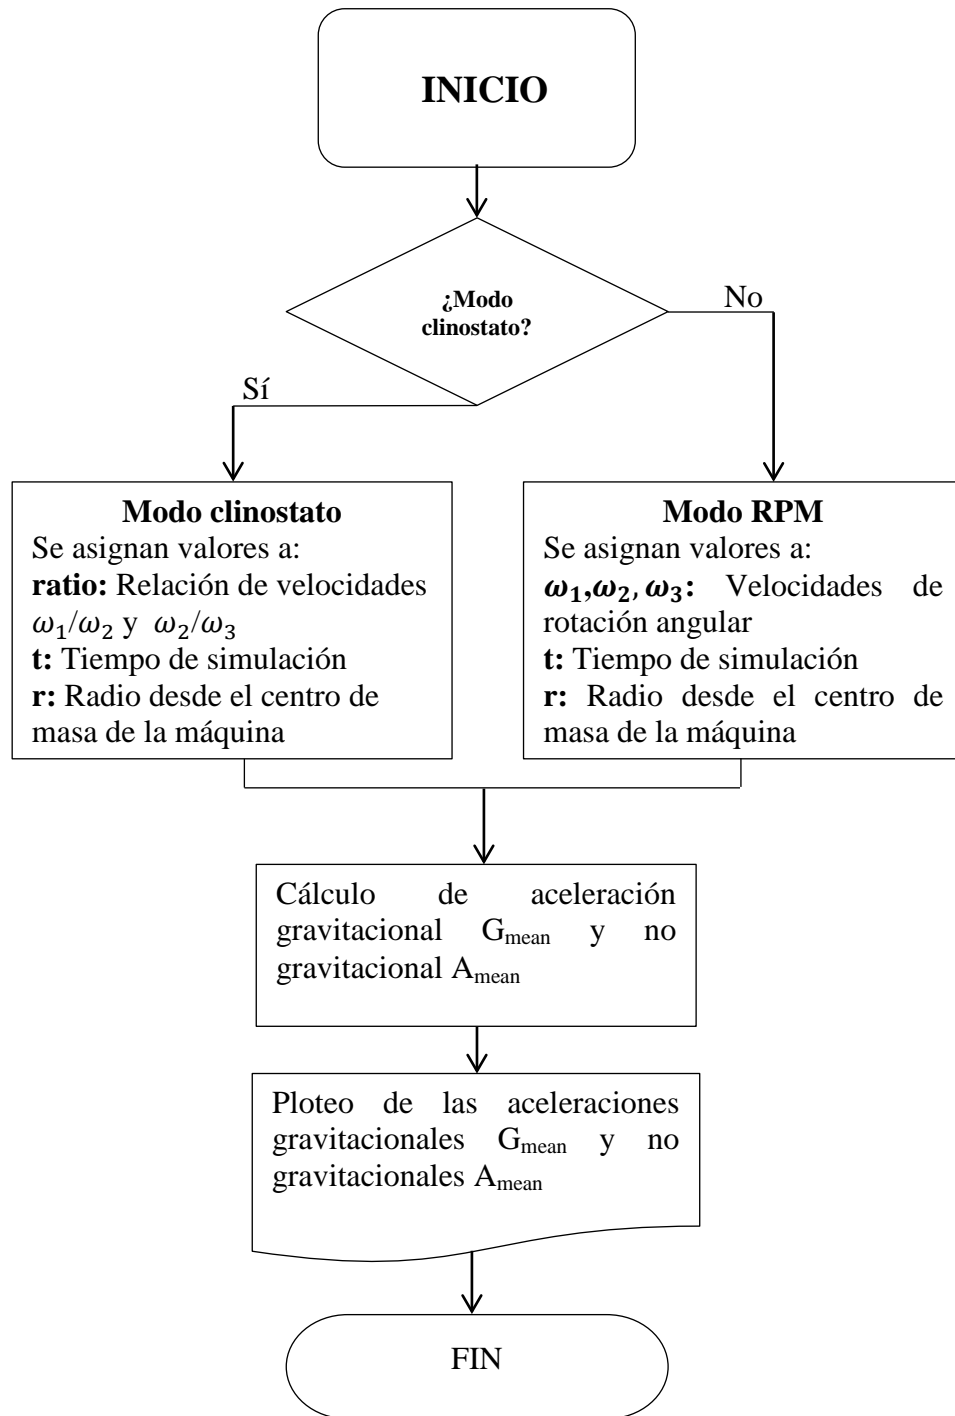 INICIO
¿Modo
clinostato?
No
Sí
Modo clinostato
Se asignan valores a:
ratio: Relación de velocidades
ω₁/ω₂ y ω₂/ω₃
t: Tiempo de simulación
r: Radio desde el centro de
masa de la máquina
Modo RPM
Se asignan valores a:
ω₁,ω₂, ω₃: Velocidades de
rotación angular
t: Tiempo de simulación
r: Radio desde el centro de
masa de la máquina
Cálculo de aceleración
gravitacional Gmean y no
gravitacional Amean
Ploteo de las aceleraciones
gravitacionales Gmean y no
gravitacionales Amean
FIN